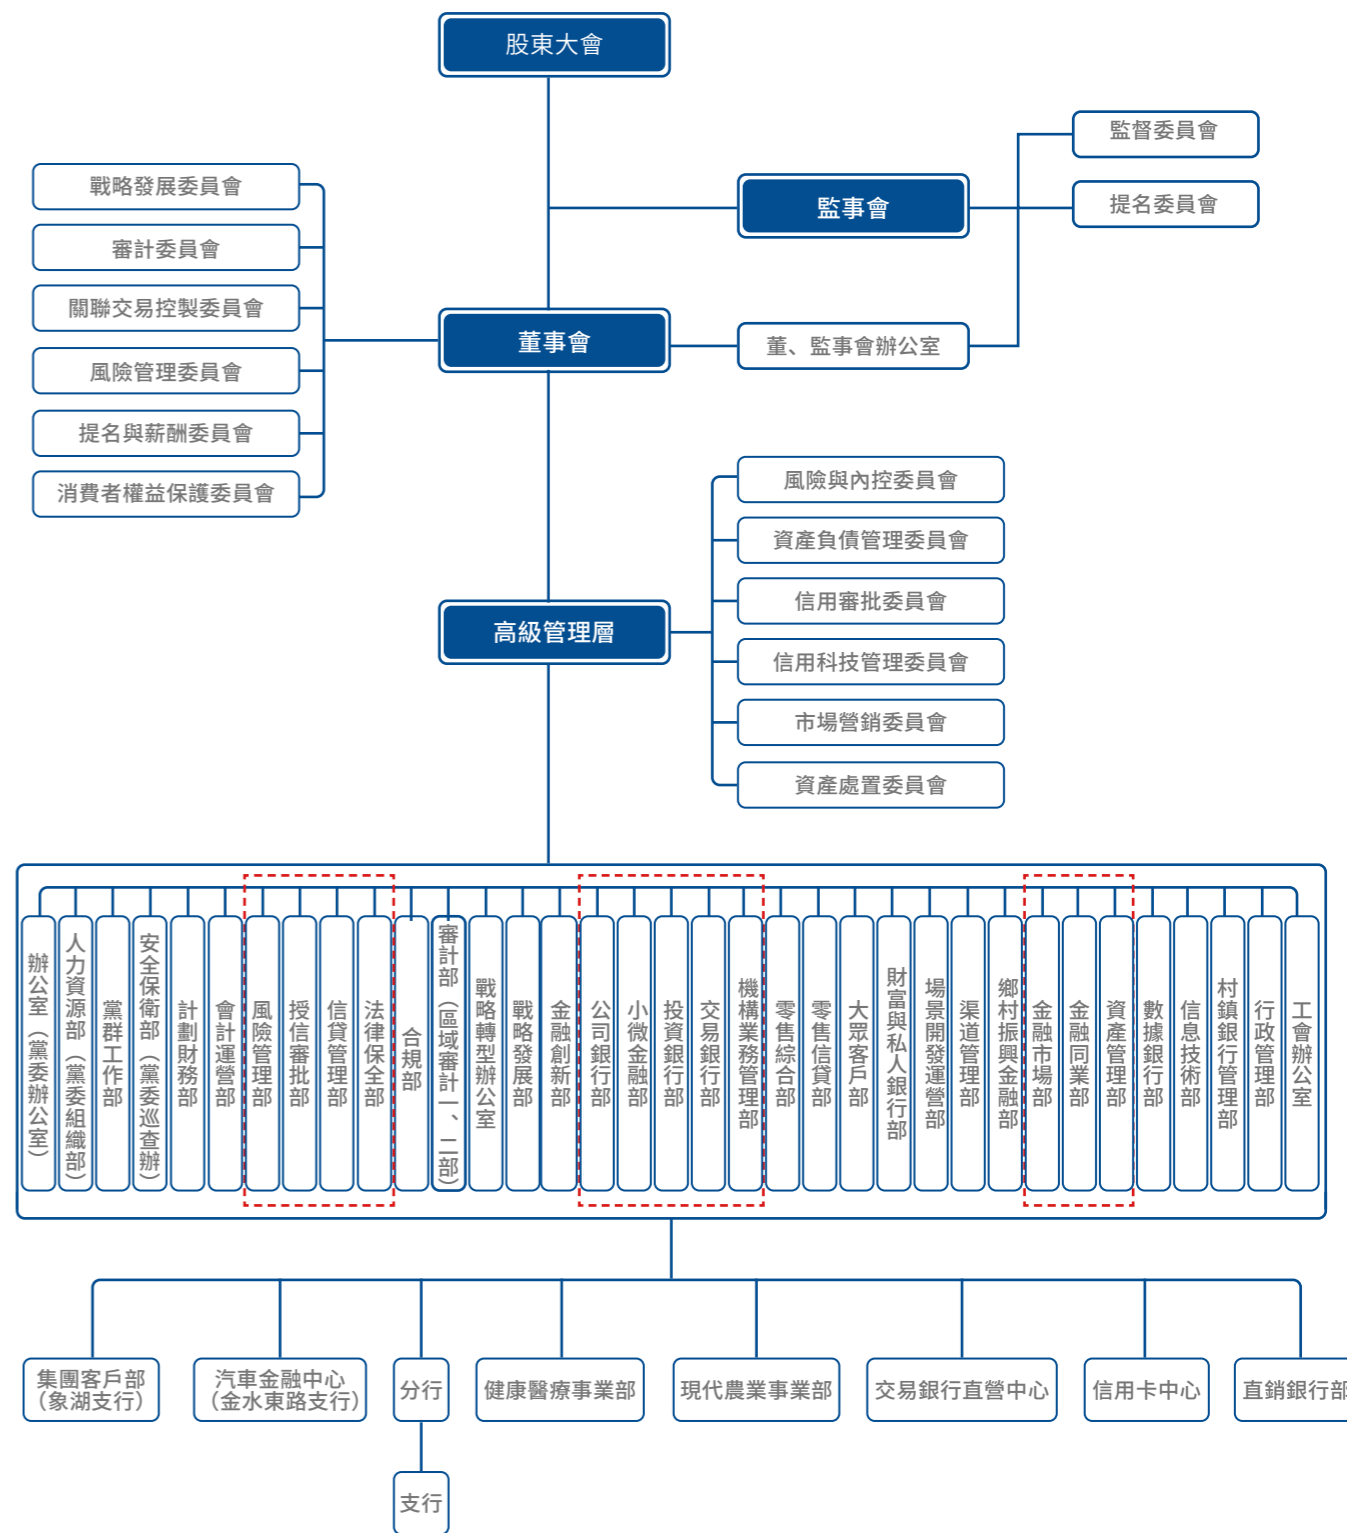 股東大會
監督委員會
提名委員會
監事會
戰略發展委員會
審計委員會
關聯交易控製委員會
風險管理委員會
提名與薪酬委員會
消費者權益保護委員會
董事會
董、監事會辦公室
風險與內控委員會
資產負債管理委員會
信用審批委員會
信用科技管理委員會
市場營銷委員會
資產處置委員會
高級管理層
辦公室（黨委辦公室）
人力資源部（黨委組織部）
黨群工作部
安全保衛部（黨委巡查辦）
計劃財務部
會計運營部
風險管理部
授信審批部
信貸管理部
法律保全部
合規部
審計部（區域審計一、二部）
戰略轉型辦公室
戰略發展部
金融創新部
公司銀行部
小微金融部
投資銀行部
交易銀行部
機構業務管理部
零售綜合部
零售信貸部
大眾客戶部
財富與私人銀行部
場景開發運營部
渠道管理部
鄉村振興金融部
金融市場部
金融同業部
資產管理部
數據銀行部
信息技術部
村鎮銀行管理部
行政管理部
工會辦公室
集團客戶部
（象湖支行）
汽車金融中心
（金水東路支行）
分行
健康醫療事業部
現代農業事業部
交易銀行直營中心
信用卡中心
直銷銀行部
支行